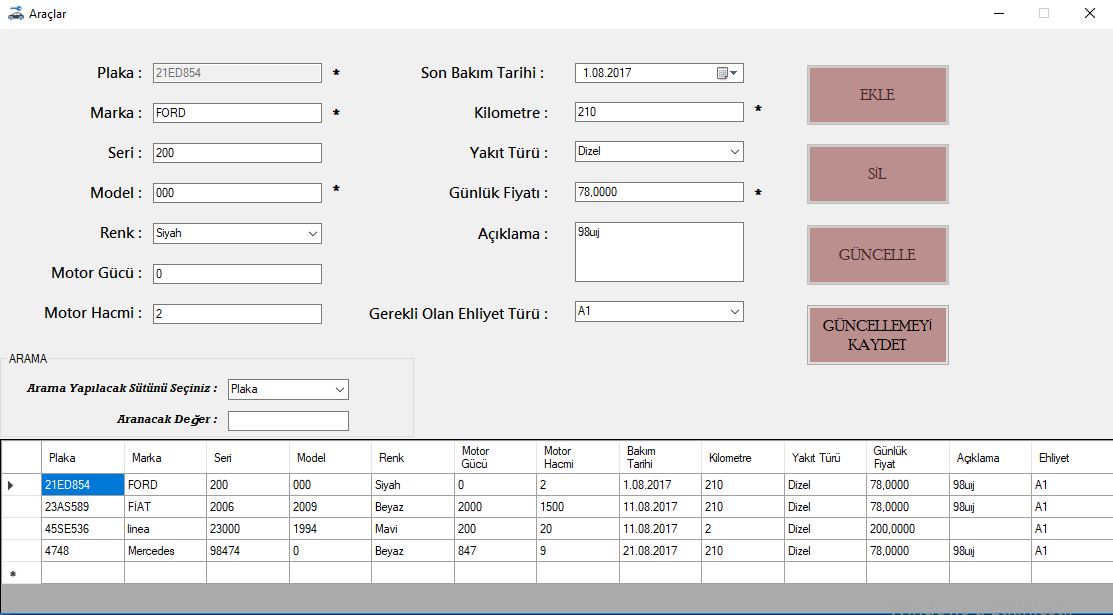 Araçlar
Plaka : 21ED854 *
Marka : FORD *
Seri : 200
Model : 000 *
Renk : Siyah
Motor Gücü : 0
Motor Hacmi : 2
Son Bakım Tarihi : 1.08.2017
Kilometre : 210 *
Yakıt Türü : Dizel
Günlük Fiyatı : 78,0000 *
Açıklama : 98uıj
Gerekli Olan Ehliyet Türü : A1
EKLE
SİL
GÜNCELLE
GÜNCELLEMEYİ
KAYDET
ARAMA
Arama Yapılacak Sütünü Seçiniz : Plaka
Aranacak Değer :
Plaka Marka Seri Model Renk Motor Gücü Motor Hacmi Bakım Tarihi Kilometre Yakıt Türü Günlük Fiyat Açıklama Ehliyet
21ED854 FORD 200 000 Siyah 0 2 1.08.2017 210 Dizel 78,0000 98uıj A1
23AS589 FİAT 2006 2009 Beyaz 2000 1500 11.08.2017 210 Dizel 78,0000 98uıj A1
45SE536 linea 23000 1994 Mavi 200 20 11.08.2017 2 Dizel 200,0000 A1
4748 Mercedes 98474 0 Beyaz 847 9 21.08.2017 210 Dizel 78,0000 98uıj A1